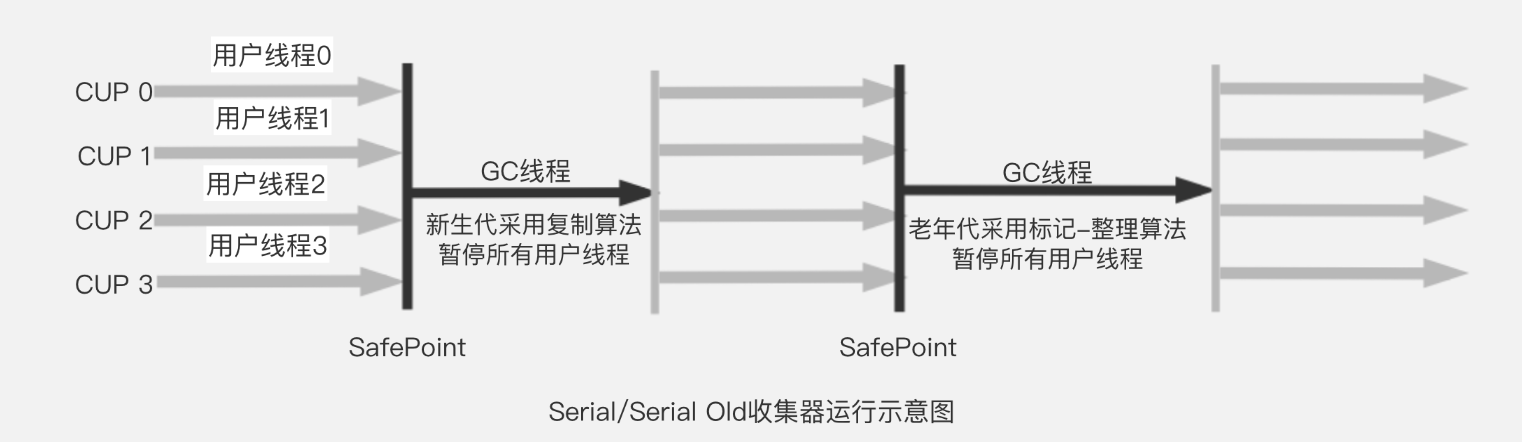 用户线程0
CUP 0
用户线程1
CUP 1
用户线程2
CUP 2
用户线程3
CUP 3
GC线程
新生代采用复制算法
暂停所有用户线程
GC线程
老年代采用标记-整理算法
暂停所有用户线程
SafePoint
SafePoint
Serial/Serial Old收集器运行示意图